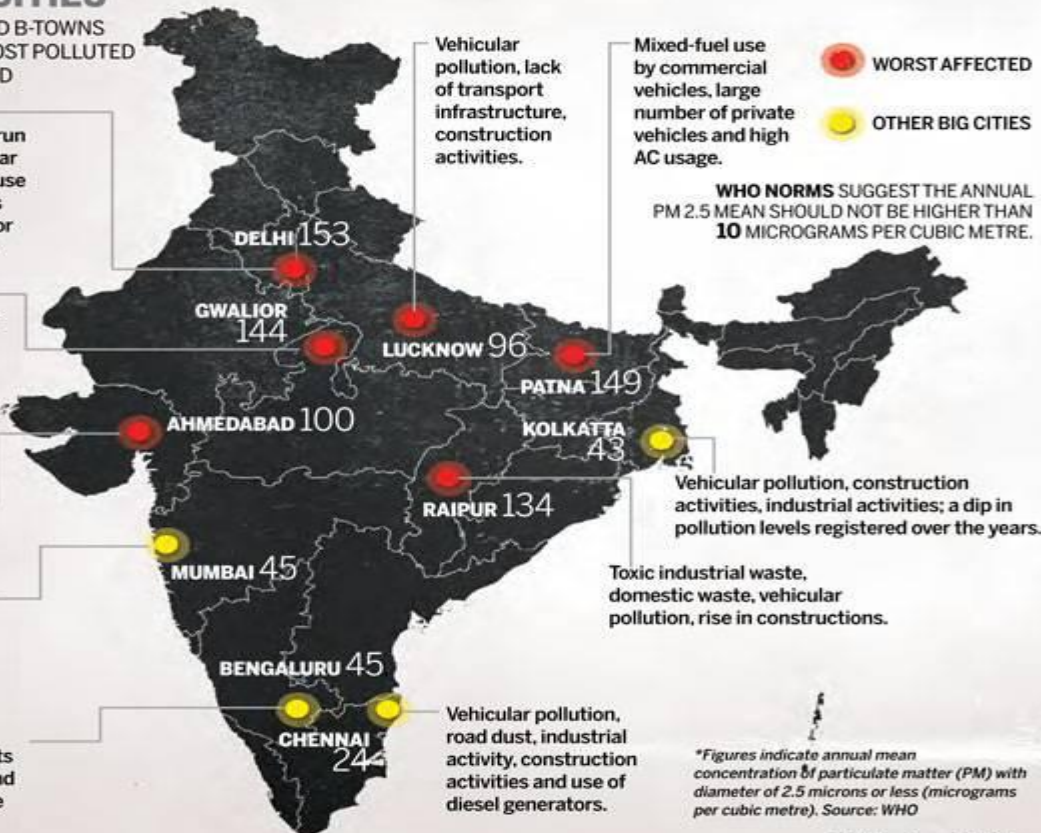 CITIES
D B-TOWNS
OST POLLUTED
D
run
ar
use
s
or
Vehicular
pollution, lack
of transport
infrastructure,
construction
activities.
Mixed-fuel use
by commercial
vehicles, large
number of private
vehicles and high
AC usage.
WORST AFFECTED
OTHER BIG CITIES
WHO NORMS SUGGEST THE ANNUAL
PM 2.5 MEAN SHOULD NOT BE HIGHER THAN
10 MICROGRAMS PER CUBIC METRE.
DELHI 153
GWALIOR
144
LUCKNOW 96
PATNA 149
AHMEDABAD 100
KOLKATTA
43
RAIPUR 134
Vehicular pollution, construction
activities, industrial activities; a dip in
pollution levels registered over the years.
MUMBAI 45
Toxic industrial waste,
domestic waste, vehicular
pollution, rise in constructions.
BENGALURU 45
CHENNAI
24
Vehicular pollution,
road dust, industrial
activity, construction
activities and use of
diesel generators.
ts
nd
e
*Figures indicate annual mean
concentration of particulate matter (PM) with
diameter of 2.5 microns or less (micrograms
per cubic metre). Source: WHO